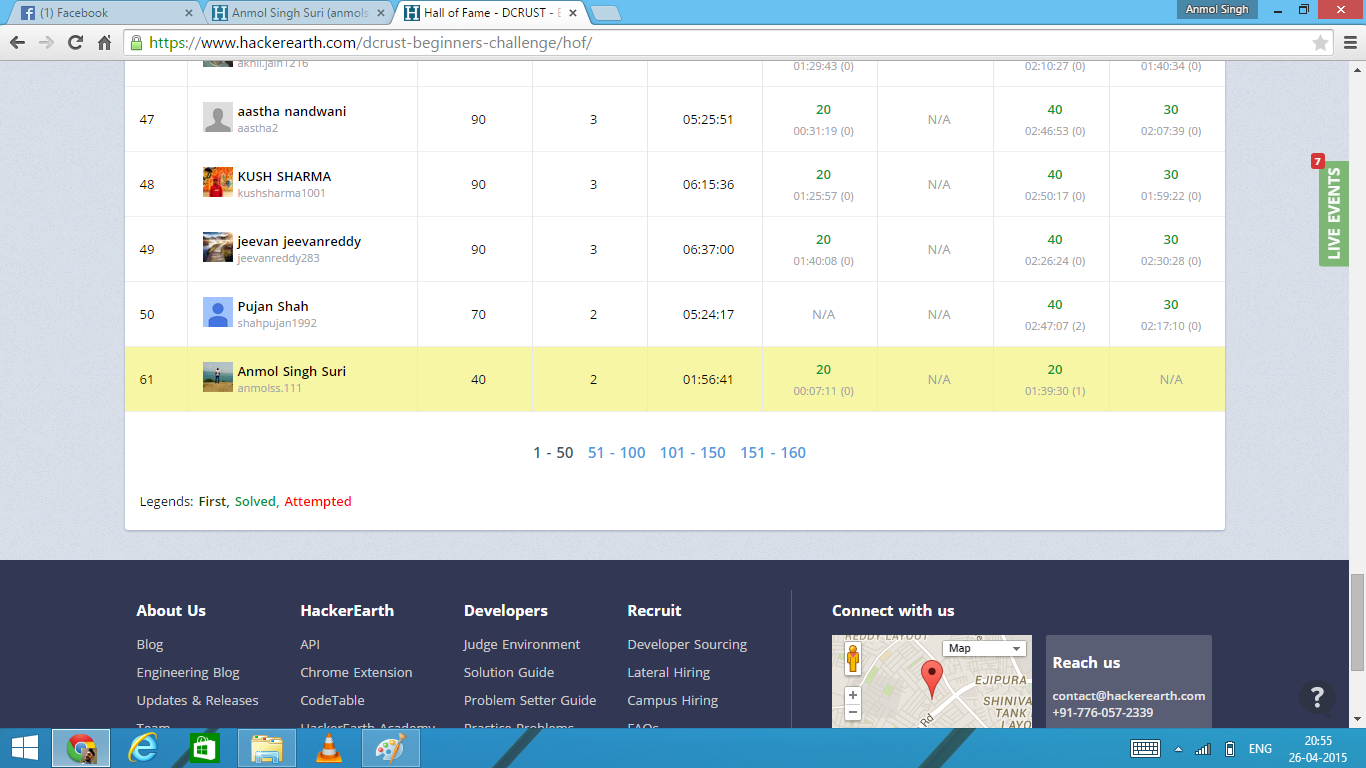 (1) Facebook
Anmol Singh Suri (anmols
Hall of Fame - DCRUST - B
Anmol Singh
https://www.hackerearth.com/dcrust-beginners-challenge/hof/
akhil.jain1216 01:29:43 (0) 02:10:27 (0) 01:40:34 (0)
47 aastha nandwani 90 3 05:25:51 20 N/A 40 30
aastha2 00:31:19 (0) 02:46:53 (0) 02:07:39 (0)
48 KUSH SHARMA 90 3 06:15:36 20 N/A 40 30
kushsharma1001 01:25:57 (0) 02:50:17 (0) 01:59:22 (0)
49 jeevan jeevanreddy 90 3 06:37:00 20 N/A 40 30
jeevanreddy283 01:40:08 (0) 02:26:24 (0) 02:30:28 (0)
50 Pujan Shah 70 2 05:24:17 N/A N/A 40 30
shahpujan1992 02:47:07 (2) 02:17:10 (0)
61 Anmol Singh Suri 40 2 01:56:41 20 N/A 20 N/A
anmolss.111 00:07:11 (0) 01:39:30 (1)
7
LIVE EVENTS
1 - 50 51 - 100 101 - 150 151 - 160
Legends: First, Solved, Attempted
About Us HackerEarth Developers Recruit Connect with us
Blog API Judge Environment Developer Sourcing
Engineering Blog Chrome Extension Solution Guide Lateral Hiring
Updates & Releases CodeTable Problem Setter Guide Campus Hiring
Team HackerEarth Academy Practice Problems FAQs
REDDY LAYOUT
Map
EJIPURA
SHINIVA
TANK
LAYO
Rd
Reach us
contact@hackerearth.com
+91-776-057-2339
?
ENG
20:55
26-04-2015